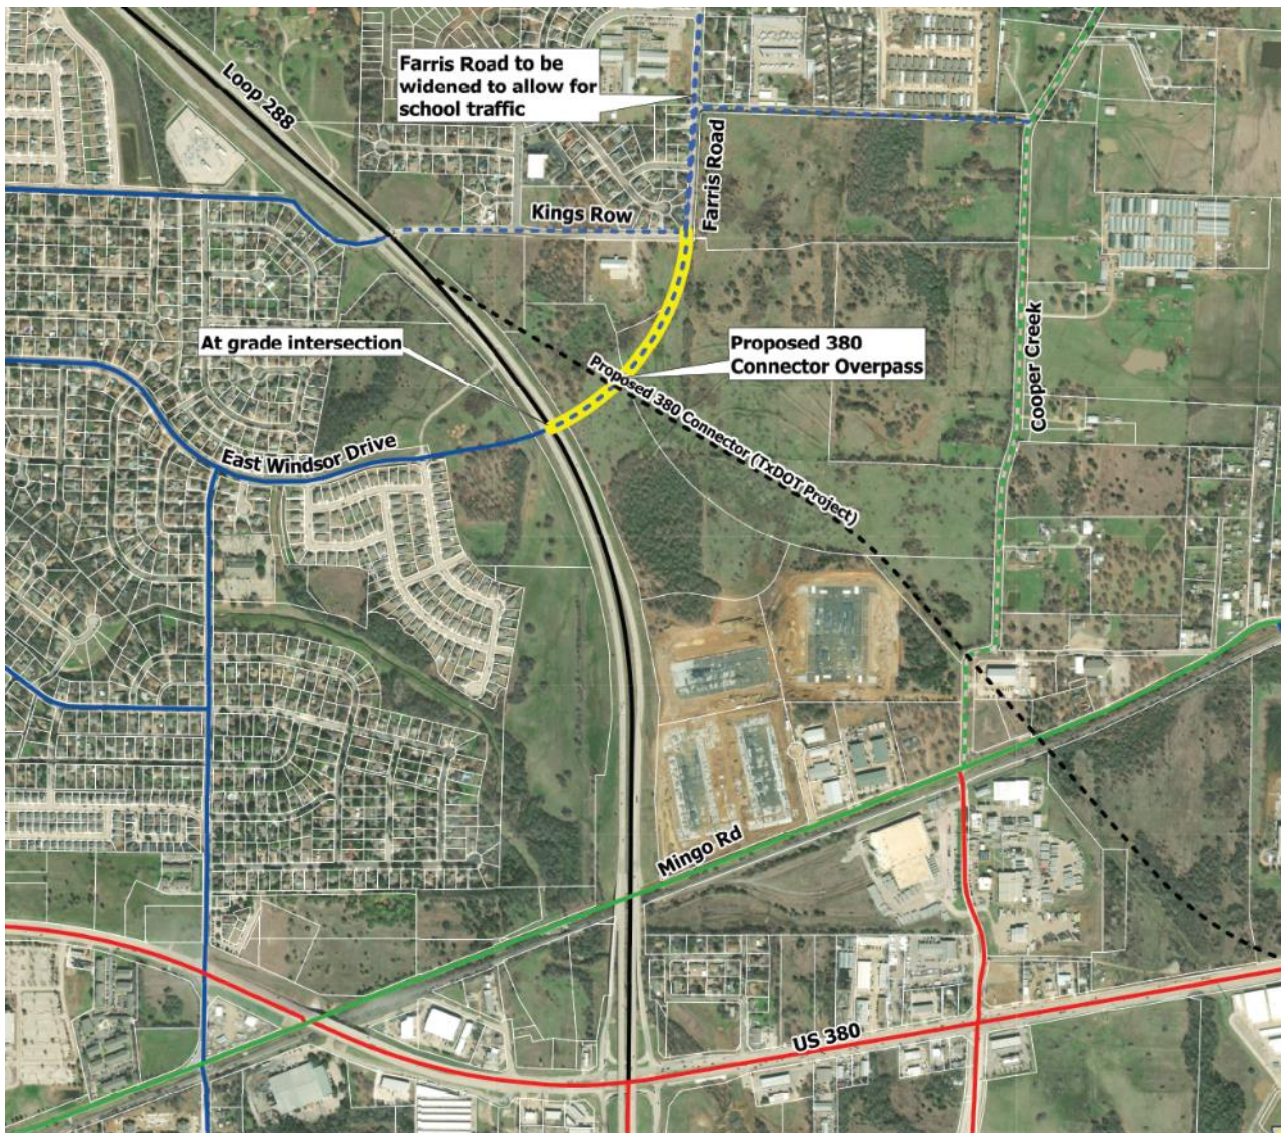 Farris Road to be
widened to allow for
school traffic
Loop 288
Farris Road
Kings Row
At grade intersection
Proposed 380
Connector Overpass
Proposed 380 Connector (TxDOT Project)
Cooper Creek
East Windsor Drive
Mingo Rd
US 380